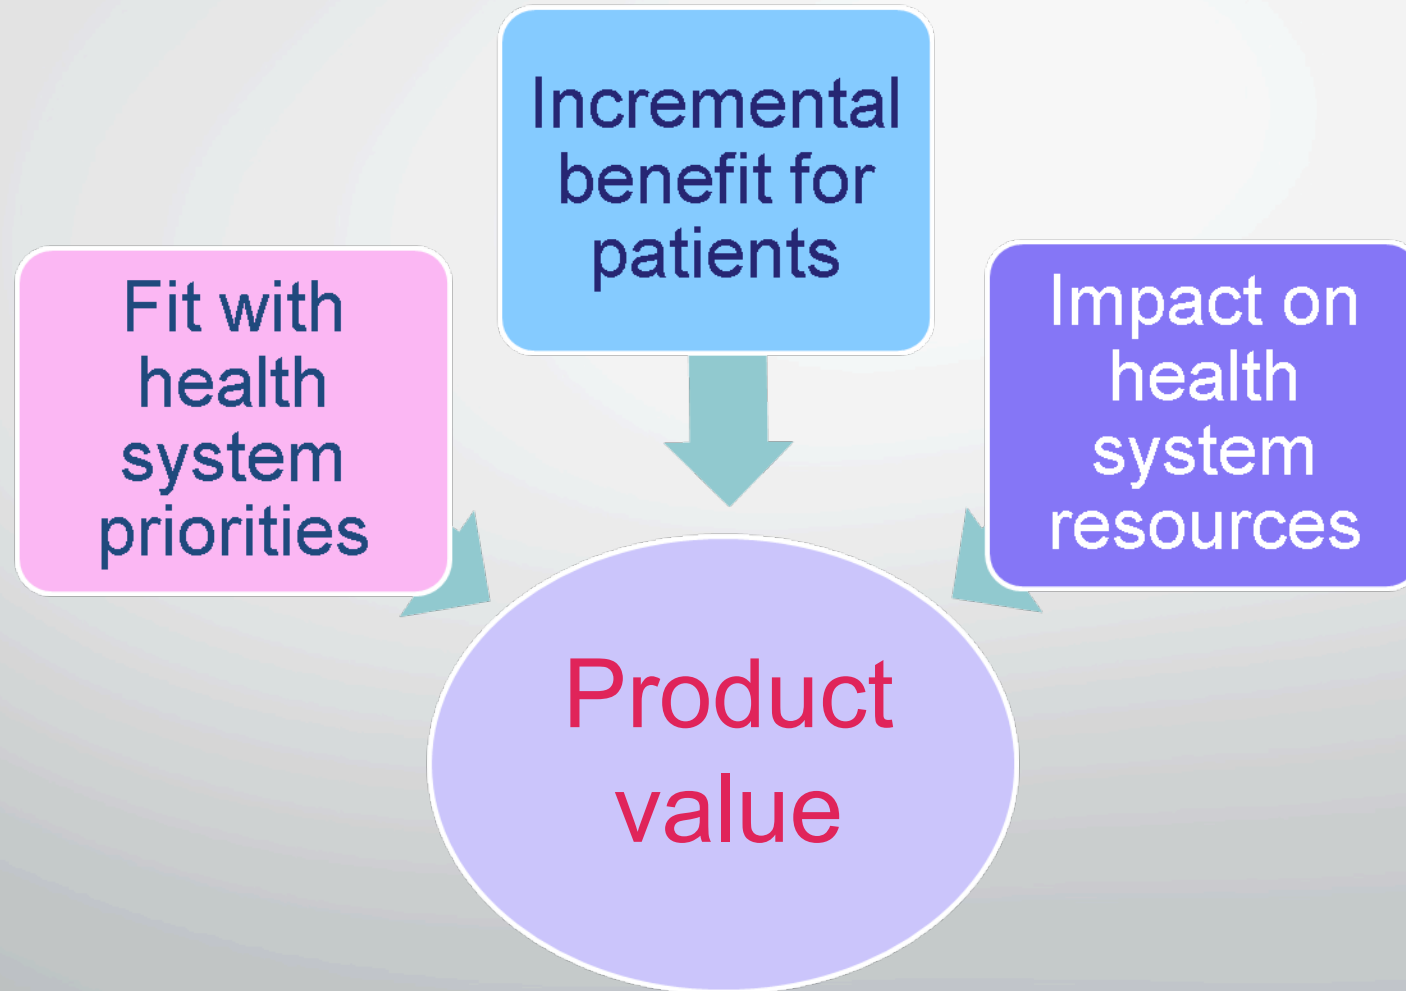 Incremental
benefit for
patients
Fit with
health
system
priorities
Impact on
health
system
resources
Product
value